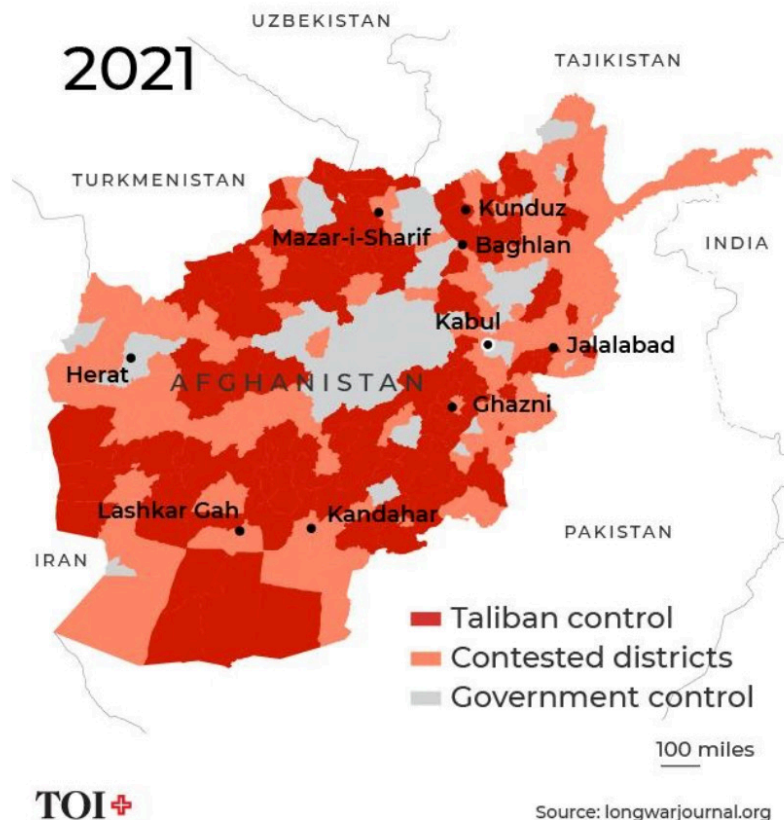 2021
UZBEKISTAN
TAJIKISTAN
TURKMENISTAN
Kunduz
Mazar-i-Sharif
Baghlan
INDIA
Kabul
Jalalabad
Herat
AFGHANISTAN
Ghazni
Lashkar Gah
Kandahar
PAKISTAN
IRAN
Taliban control
Contested districts
Government control
100 miles
TOI+
Source: longwarjournal.org